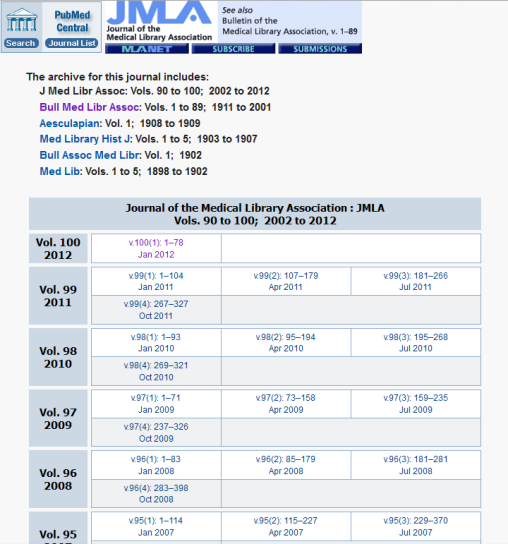 PubMed
Central
Search
Journal List
JMLA
Journal of the
Medical Library Association
See also
Bulletin of the
Medical Library Association, v. 1–89
MLANET
SUBSCRIBE
SUBMISSIONS
The archive for this journal includes:
J Med Libr Assoc: Vols. 90 to 100; 2002 to 2012
Bull Med Libr Assoc: Vols. 1 to 89; 1911 to 2001
Aesculapian: Vol. 1; 1908 to 1909
Med Library Hist J: Vols. 1 to 5; 1903 to 1907
Bull Assoc Med Libr: Vol. 1; 1902
Med Lib: Vols. 1 to 5; 1898 to 1902
Journal of the Medical Library Association : JMLA
Vols. 90 to 100; 2002 to 2012
Vol. 100
2012
v.100(1): 1–78
Jan 2012
Vol. 99
2011
v.99(1): 1–104
Jan 2011
v.99(2): 107–179
Apr 2011
v.99(3): 181–266
Jul 2011
v.99(4): 267–327
Oct 2011
Vol. 98
2010
v.98(1): 1–93
Jan 2010
v.98(2): 95–194
Apr 2010
v.98(3): 195–268
Jul 2010
v.98(4): 269–321
Oct 2010
Vol. 97
2009
v.97(1): 1–71
Jan 2009
v.97(2): 73–158
Apr 2009
v.97(3): 159–235
Jul 2009
v.97(4): 237–326
Oct 2009
Vol. 96
2008
v.96(1): 1–83
Jan 2008
v.96(2): 85–179
Apr 2008
v.96(3): 181–281
Jul 2008
v.96(4): 283–398
Oct 2008
Vol. 95
v.95(1): 1–114
Jan 2007
v.95(2): 115–227
Apr 2007
v.95(3): 229–370
Jul 2007